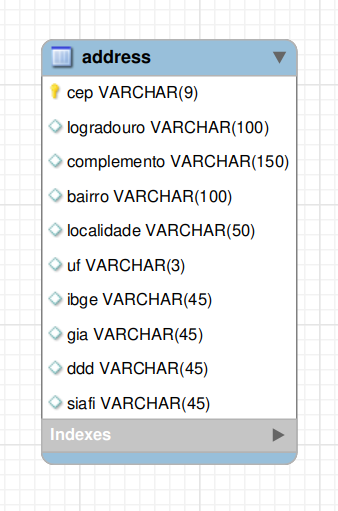 address
cep VARCHAR(9)
logradouro VARCHAR(100)
complemento VARCHAR(150)
bairro VARCHAR(100)
localidade VARCHAR(50)
uf VARCHAR(3)
ibge VARCHAR(45)
gia VARCHAR(45)
ddd VARCHAR(45)
siafi VARCHAR(45)
Indexes